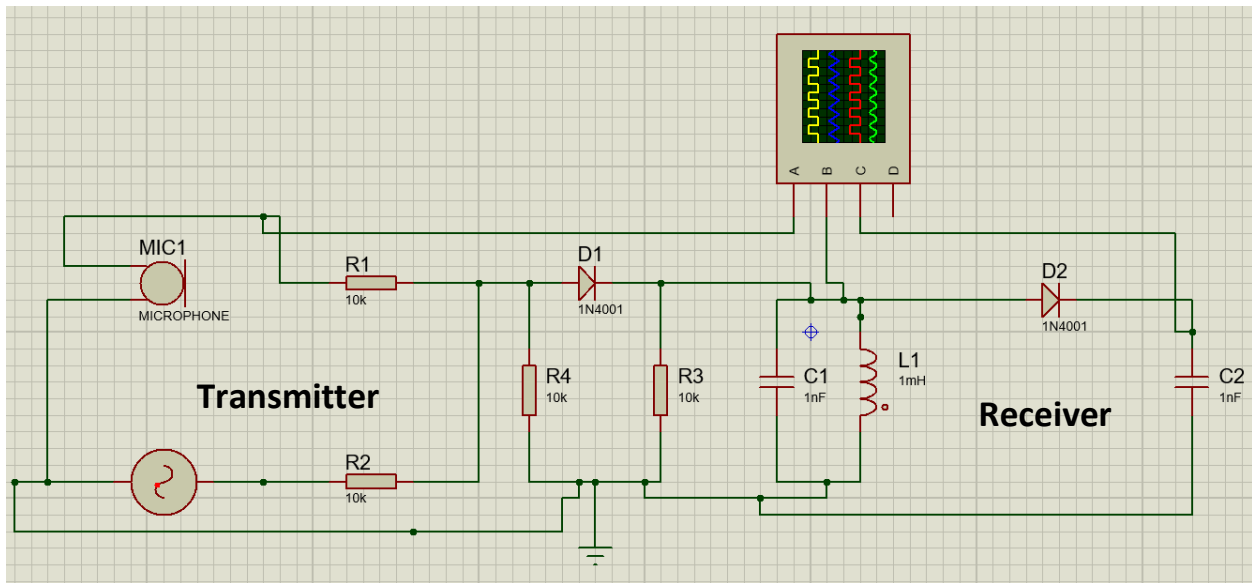 A
B
C
D
MIC1
MICROPHONE
R1
10k
D1
1N4001
D2
1N4001
R4
10k
R3
10k
C1
1nF
L1
1mH
C2
1nF
Transmitter
Receiver
R2
10k